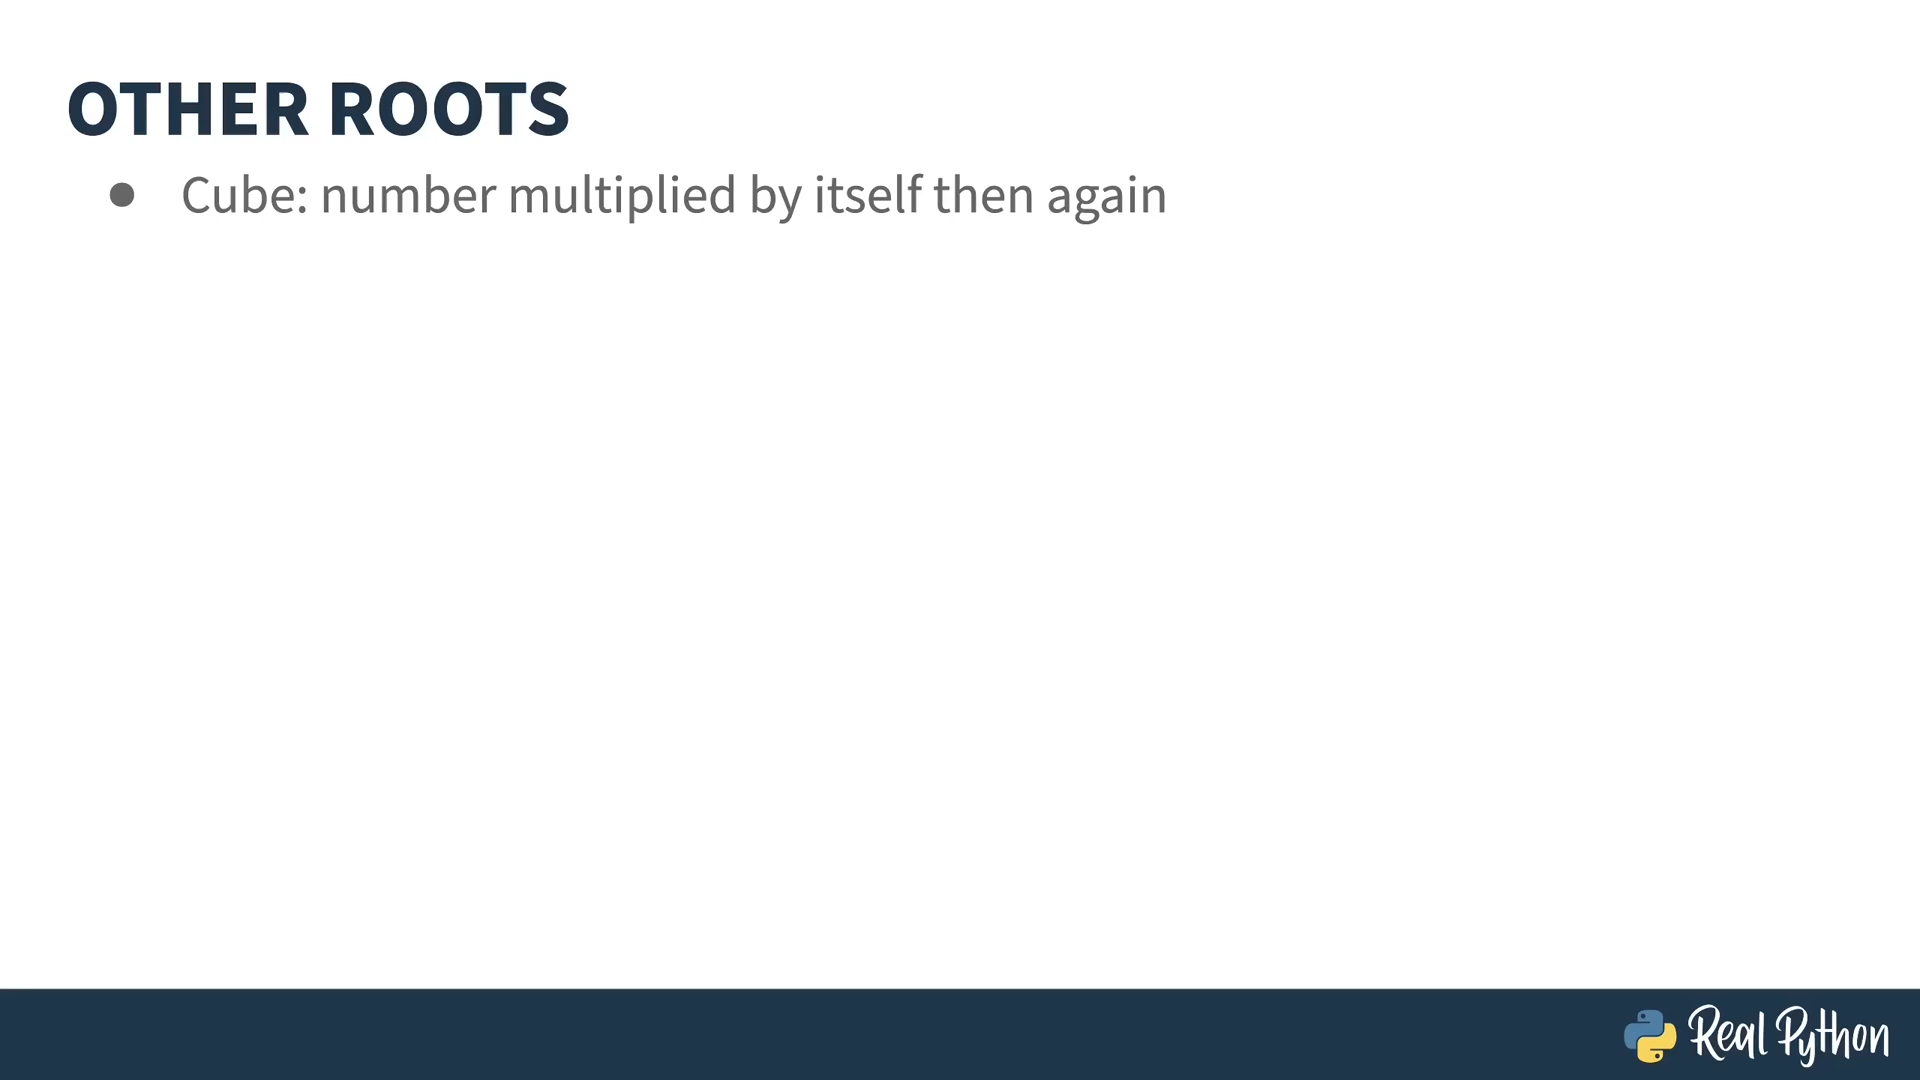 OTHER ROOTS
● Cube: number multiplied by itself then again
Real Python